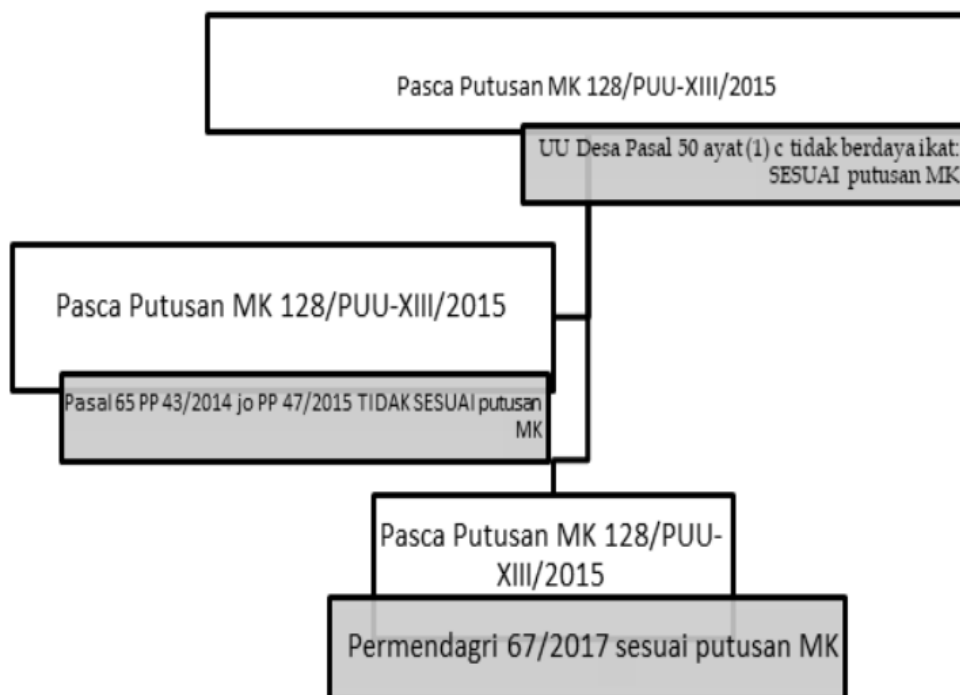 Pasca Putusan MK 128/PUU-XIII/2015
UU Desa Pasal 50 ayat (1) c tidak berdaya ikat:
SESUAI putusan MK
Pasca Putusan MK 128/PUU-XIII/2015
Pasal 65 PP 43/2014 jo PP 47/2015 TIDAK SESUAI putusan
MK
Pasca Putusan MK 128/PUU-
XIII/2015
Permendagri 67/2017 sesuai putusan MK